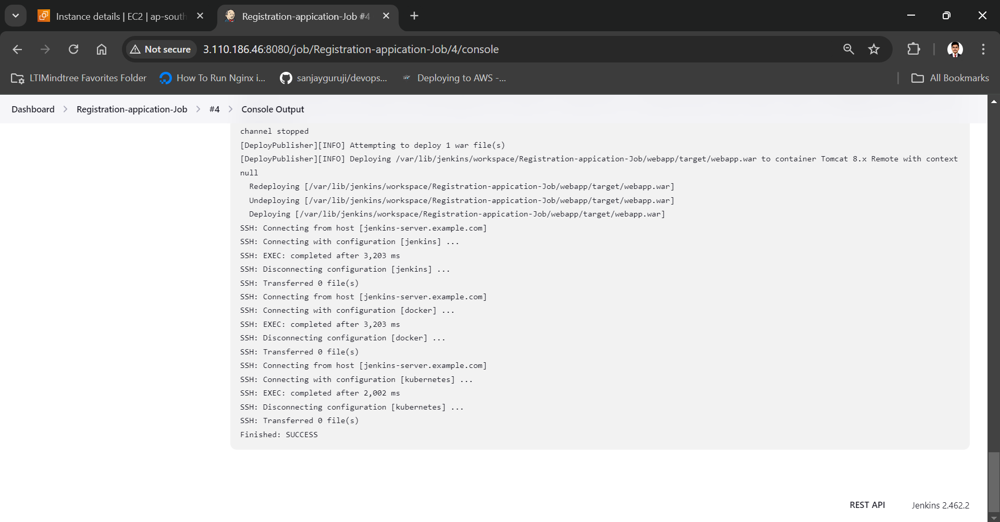 Instance details | EC2 | ap-south
Registration-appication-Job #4
Not secure
3.110.186.46:8080/job/Registration-appication-Job/4/console
LTIMindtree Favorites Folder
How To Run Nginx i...
sanjayguruji/devops...
Deploying to AWS -...
All Bookmarks
Dashboard
Registration-appication-Job
#4
Console Output
channel stopped
[DeployPublisher][INFO] Attempting to deploy 1 war file(s)
[DeployPublisher][INFO] Deploying /var/lib/jenkins/workspace/Registration-appication-Job/webapp/target/webapp.war to container Tomcat 8.x Remote with context
null
Redeploying [/var/lib/jenkins/workspace/Registration-appication-Job/webapp/target/webapp.war]
Undeploying [/var/lib/jenkins/workspace/Registration-appication-Job/webapp/target/webapp.war]
Deploying [/var/lib/jenkins/workspace/Registration-appication-Job/webapp/target/webapp.war]
SSH: Connecting from host [jenkins-server.example.com]
SSH: Connecting with configuration [jenkins] ...
SSH: EXEC: completed after 3,203 ms
SSH: Disconnecting configuration [jenkins] ...
SSH: Transferred 0 file(s)
SSH: Connecting from host [jenkins-server.example.com]
SSH: Connecting with configuration [docker] ...
SSH: EXEC: completed after 3,203 ms
SSH: Disconnecting configuration [docker] ...
SSH: Transferred 0 file(s)
SSH: Connecting from host [jenkins-server.example.com]
SSH: Connecting with configuration [kubernetes] ...
SSH: EXEC: completed after 2,002 ms
SSH: Disconnecting configuration [kubernetes] ...
SSH: Transferred 0 file(s)
Finished: SUCCESS
REST API
Jenkins 2.462.2